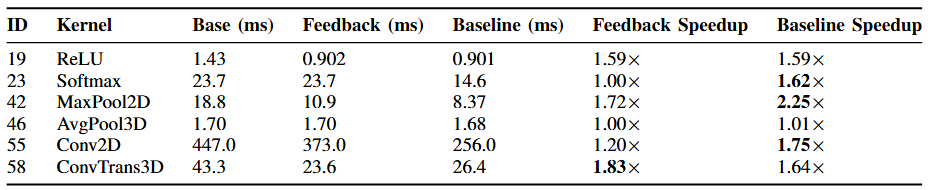 ID Kernel Base (ms) Feedback (ms) Baseline (ms) Feedback Speedup Baseline Speedup
19 ReLU 1.43 0.902 0.901 1.59× 1.59×
23 Softmax 23.7 23.7 14.6 1.00× 1.62×
42 MaxPool2D 18.8 10.9 8.37 1.72× 2.25×
46 AvgPool3D 1.70 1.70 1.68 1.00× 1.01×
55 Conv2D 447.0 373.0 256.0 1.20× 1.75×
58 ConvTrans3D 43.3 23.6 26.4 1.83× 1.64×